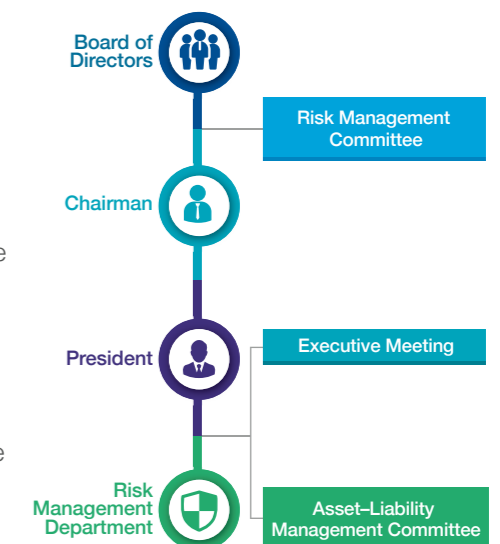 Board of
Directors
Risk Management
Committee
Chairman
e
President
Executive Meeting
e
Risk
Management
Department
Asset–Liability
Management Committee